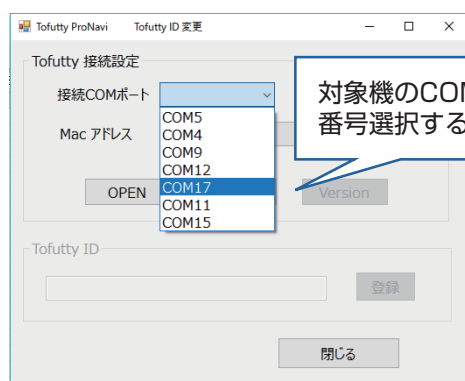 Tofutty ProNavi Tofutty ID 変更
Tofutty 接続設定
接続COMポート
対象機のCOM
番号選択する
Mac アドレス
COM5
COM4
COM9
COM12
COM17
COM11
COM15
OPEN
Version
Tofutty ID
登録
閉じる